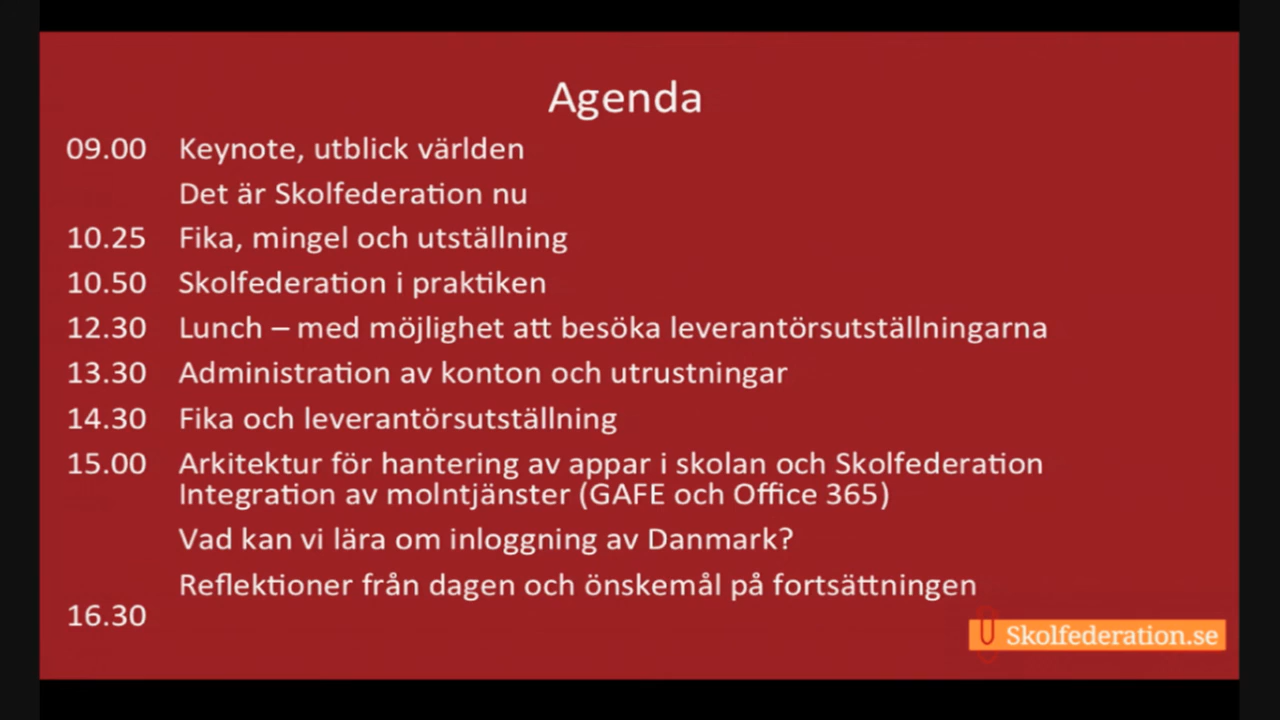 Agenda
09.00 Keynote, utblick världen
Det är Skolfederation nu
10.25 Fika, mingel och utställning
10.50 Skolfederation i praktiken
12.30 Lunch – med möjlighet att besöka leverantörsutställningarna
13.30 Administration av konton och utrustningar
14.30 Fika och leverantörsutställning
15.00 Arkitektur för hantering av appar i skolan och Skolfederation
Integration av molntjänster (GAFE och Office 365)
Vad kan vi lära om inloggning av Danmark?
Reflektioner från dagen och önskemål på fortsättningen
16.30
Skolfederation.se